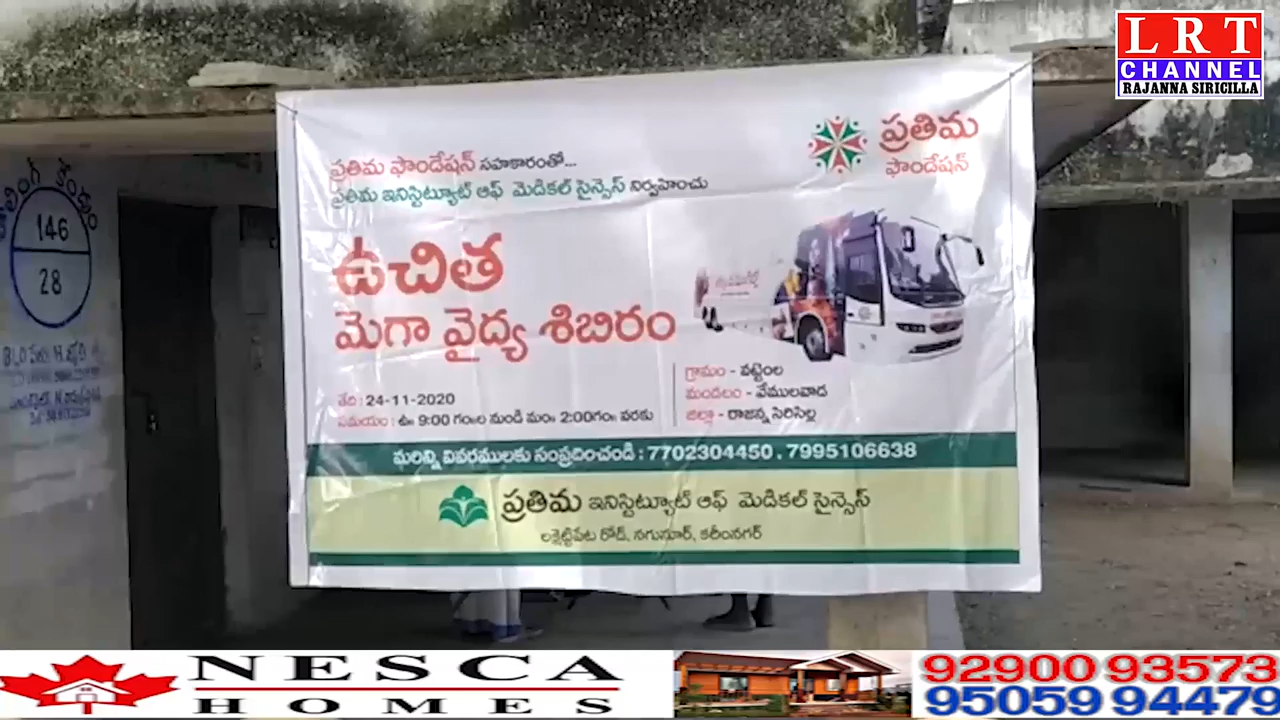 L R T
CHANNEL
RAJANNA SIRICILLA
ప్రతిమ
ఫౌండేషన్
ప్రతిమ ఫౌండేషన్ సహకారంతో...
ప్రతిమ ఇనిస్టిట్యూట్ ఆఫ్ మెడికల్ సైన్సెస్ నిర్వహించు
ఉచిత
మెగా వైద్య శిబిరం
తేది : 24-11-2020
సమయం : ఉ॥ 9:00 గం॥ల నుండి మం॥ 2:00గం॥ వరకు
గ్రామం - వట్టెంల
మండలం - వేములవాడ
జిల్లా - రాజన్న సిరిసిల్ల
మరిన్ని వివరములకు సంప్రదించండి : 7702304450 , 7995106638
ప్రతిమ ఇనిస్టిట్యూట్ ఆఫ్ మెడికల్ సైన్సెస్
లక్షెట్టిపేట రోడ్, నగునూర్, కరీంనగర్
పోలింగ్ కేంద్రం
146
28
NESCA
HOMES
92900 93573
95059 94479